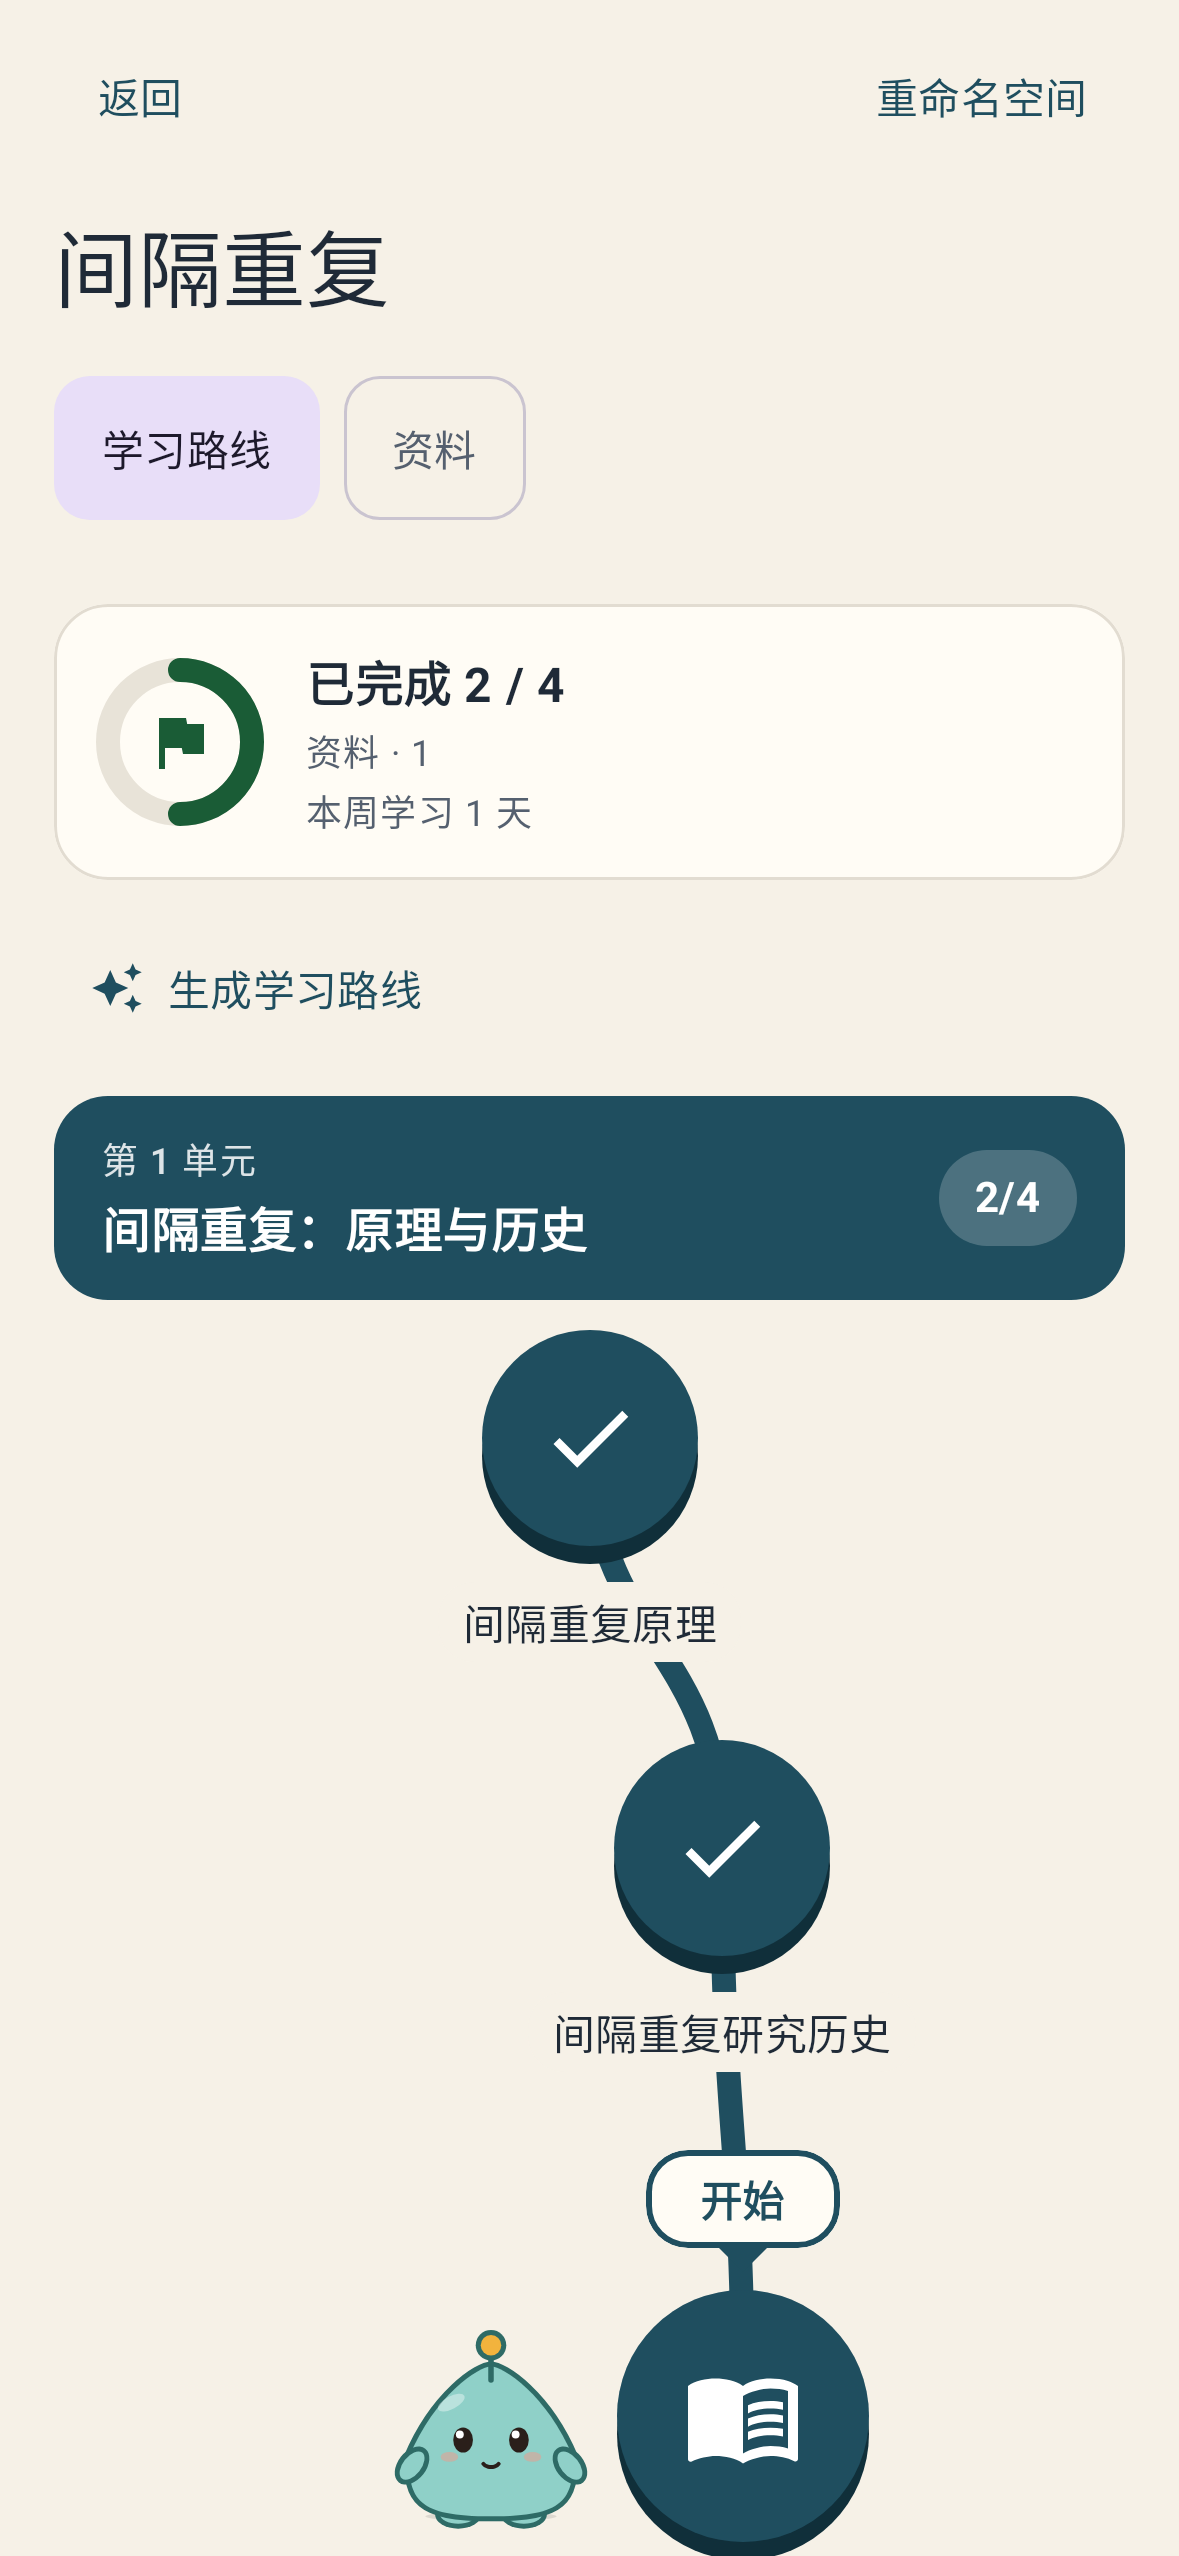 返回
重命名空间
间隔重复
学习路线
资料
已完成 2 / 4
资料 · 1
本周学习 1 天
生成学习路线
第 1 单元
间隔重复：原理与历史
2/4
间隔重复原理
间隔重复研究历史
开始